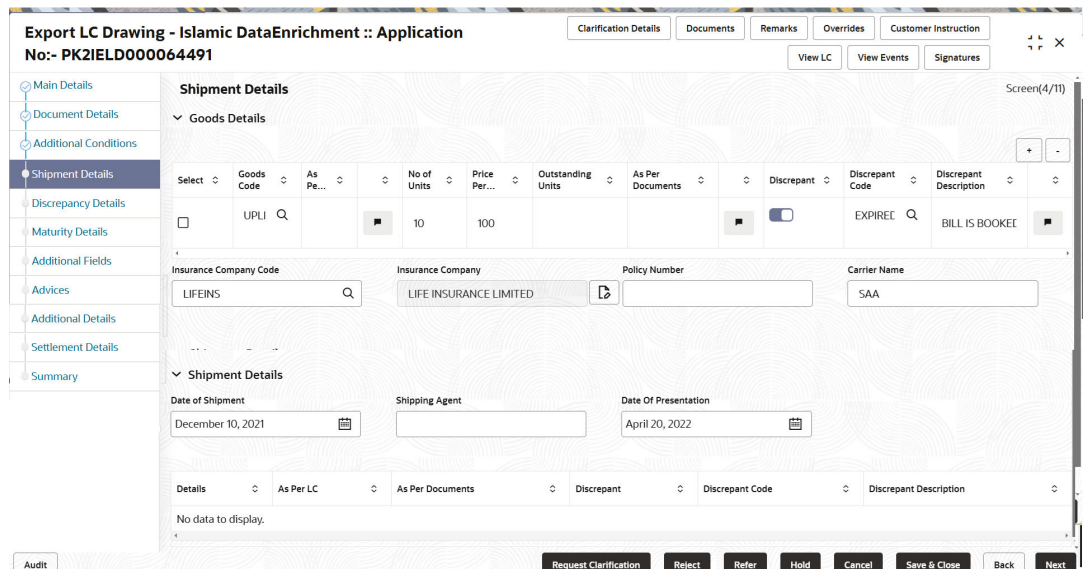 Export LC Drawing - Islamic DataEnrichment :: Application
No:- PK2IELD000064491
Clarification Details Documents Remarks Overrides Customer Instruction
View LC View Events Signatures
Main Details
Document Details
Additional Conditions
Shipment Details
Discrepancy Details
Maturity Details
Additional Fields
Advices
Additional Details
Settlement Details
Summary
Shipment Details Screen(4/11)
Goods Details
+ -
Select Goods Code As Pe... No of Units Price Per... Outstanding Units As Per Documents Discrepant Discrepant Code Discrepant Description
UPLI 10 100 EXPIREC BILL IS BOOKED
Insurance Company Code Insurance Company Policy Number Carrier Name
LIFEINS LIFE INSURANCE LIMITED SAA
Shipment Details
Date of Shipment Shipping Agent Date Of Presentation
December 10, 2021 April 20, 2022
Details As Per LC As Per Documents Discrepant Discrepant Code Discrepant Description
No data to display.
Audit Request Clarification Reject Refer Hold Cancel Save & Close Back Next